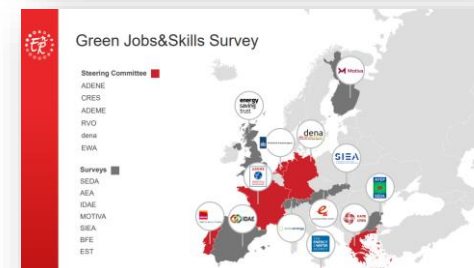 Green Jobs&Skills Survey
Steering Committee
ADENE
CRES
ADEME
RVO
dena
EWA
Surveys
SEDA
AEA
IDAE
MOTIVA
SIEA
BFE
EST
Motiva
energy
saving
trust
dena
SIEA
IDAE